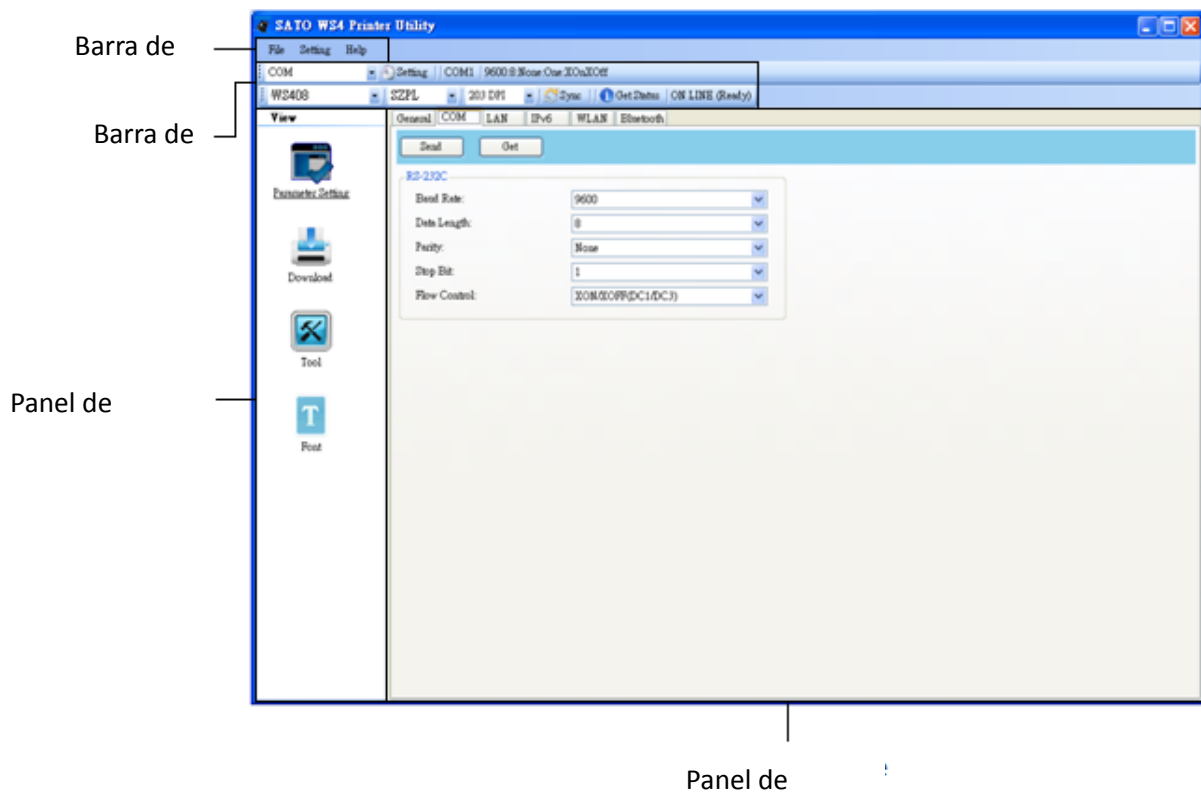 SATO WS4 Printer Utility
Barra de
File Setting Help
COM Setting COM1 9600:8:None:One:XOnXOff
WS408 SZPL 203 DPI Sync Get Status ON LINE (Ready)
Barra de
View
General COM LAN IPv6 WLAN Bluetooth
Send Get
Parameter Setting
RS-232C
Baud Rate: 9600
Data Length: 8
Parity: None
Stop Bit: 1
Flow Control: XON/XOFF(DC1/DC3)
Download
Tool
Panel de
T
Font
Panel de